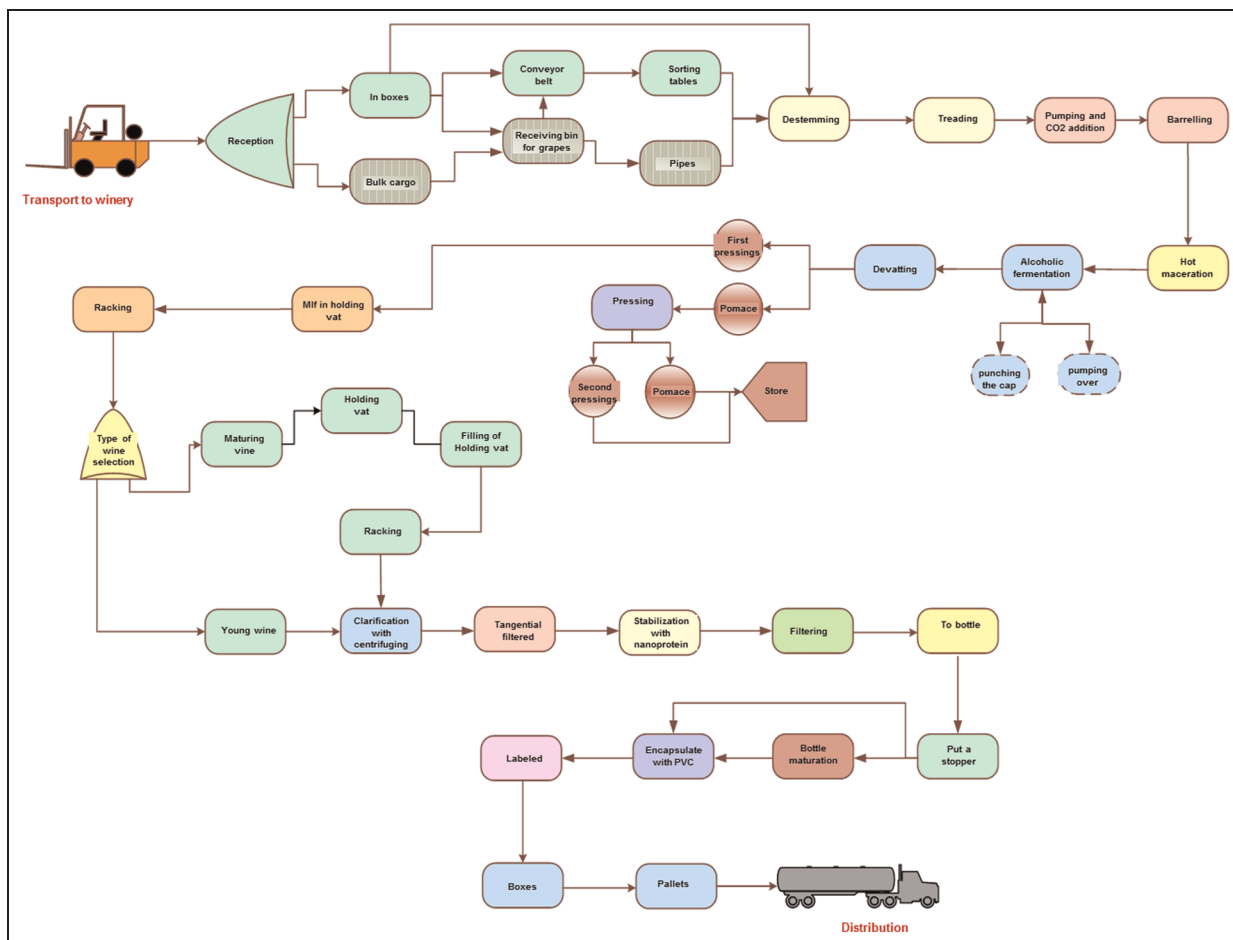 Transport to winery
Reception
In boxes
Bulk cargo
Conveyor
belt
Receiving bin
for grapes
Sorting
tables
Pipes
Destemming
Treading
Pumping and
CO2 addition
Barrelling
Hot
maceration
Alcoholic
fermentation
punching
the cap
pumping
over
Devatting
First
pressings
Pomace
Pressing
Second
pressings
Pomace
Store
Mlf in holding
vat
Racking
Type of
wine
selection
Maturing
vine
Holding
vat
Filling of
Holding vat
Racking
Young wine
Clarification
with
centrifuging
Tangential
filtered
Stabilization
with
nanoprotein
Filtering
To bottle
Put a
stopper
Bottle
maturation
Encapsulate
with PVC
Labeled
Boxes
Pallets
Distribution